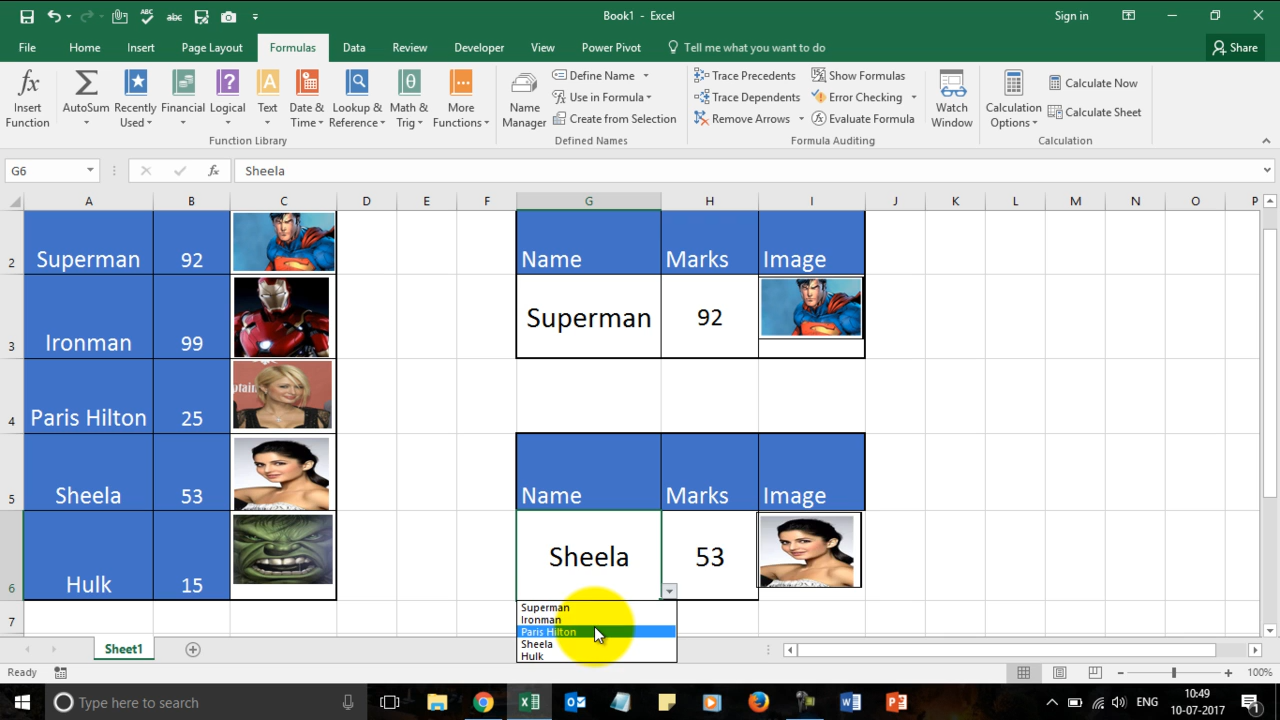 Book1 - Excel
Sign in
File Home Insert Page Layout Formulas Data Review Developer View Power Pivot Tell me what you want to do Share
Insert Function
AutoSum
Recently Used
Financial
Logical
Text
Date & Time
Lookup & Reference
Math & Trig
More Functions
Function Library
Name Manager
Define Name
Use in Formula
Create from Selection
Defined Names
Trace Precedents
Trace Dependents
Remove Arrows
Show Formulas
Error Checking
Evaluate Formula
Formula Auditing
Watch Window
Calculation Options
Calculate Now
Calculate Sheet
Calculation
G6 fx Sheela
A B C D E F G H I J K L M N O P
2 Superman 92 Name Marks Image
3 Ironman 99 Superman 92
4 Paris Hilton 25
5 Sheela 53 Name Marks Image
6 Hulk 15 Sheela 53
7
Superman
Ironman
Paris Hilton
Sheela
Hulk
Sheet1
Ready 100%
Type here to search
ENG
10:49
10-07-2017